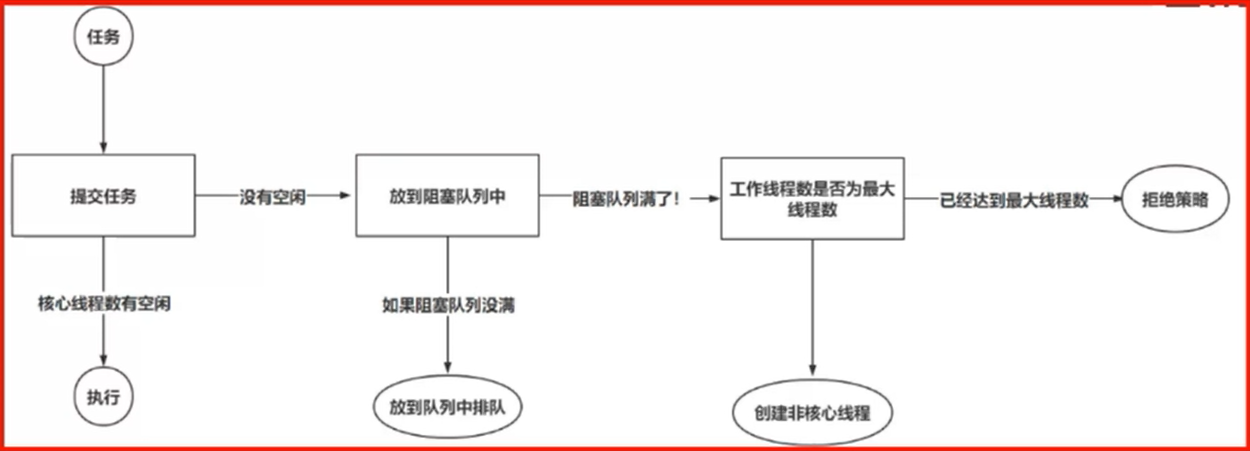 任务
提交任务
没有空闲
放到阻塞队列中
阻塞队列满了!
工作线程数是否为最大
线程数
已经达到最大线程数
拒绝策略
核心线程数有空闲
如果阻塞队列没满
执行
放到队列中排队
创建非核心线程